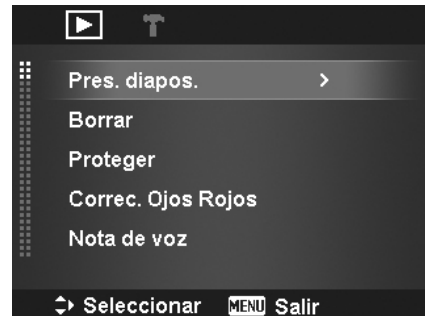 Pres. diapos.
Borrar
Proteger
Correc. Ojos Rojos
Nota de voz
Seleccionar MENU Salir